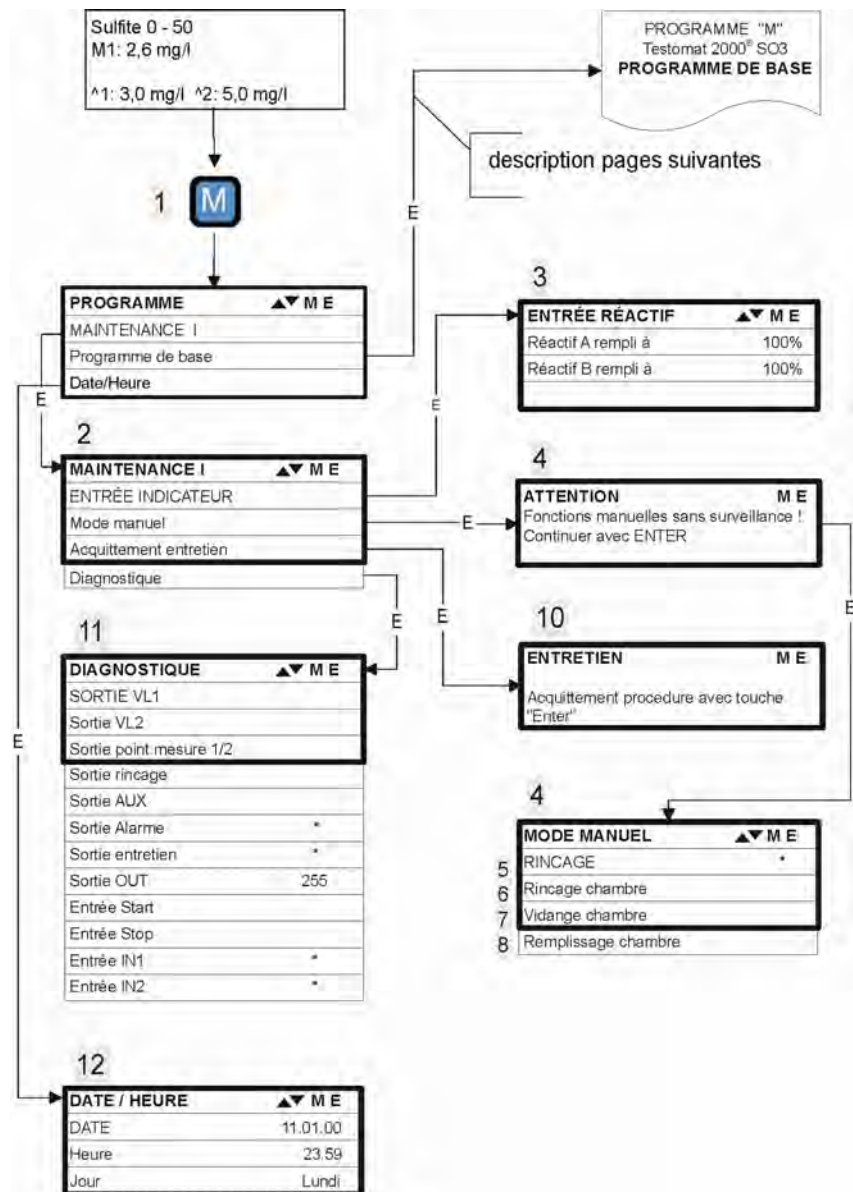 Sulfite 0 - 50
M1: 2,6 mg/l
^1: 3,0 mg/l ^2: 5,0 mg/l
PROGRAMME "M"
Testomat 2000® SO3
PROGRAMME DE BASE
description pages suivantes
1 M
E
PROGRAMME ▲▼ M E
MAINTENANCE I
Programme de base
Date/Heure
E
3
ENTRÉE RÉACTIF ▲▼ M E
Réactif A rempli à 100%
Réactif B rempli à 100%
E
2
MAINTENANCE I ▲▼ M E
ENTRÉE INDICATEUR
Mode manuel
Acquittement entretien
Diagnostique
E
4
ATTENTION M E
Fonctions manuelles sans surveillance !
Continuer avec ENTER
E
E
E
10
ENTRETIEN M E
Acquittement procedure avec touche
"Enter"
11
DIAGNOSTIQUE ▲▼ M E
SORTIE VL1
Sortie VL2
Sortie point mesure 1/2
Sortie rincage
Sortie AUX
Sortie Alarme *
Sortie entretien *
Sortie OUT 255
Entrée Start
Entrée Stop
Entrée IN1 *
Entrée IN2 *
E
4
MODE MANUEL ▲▼ M E
5 RINCAGE *
6 Rincage chambre
7 Vidange chambre
8 Remplissage chambre
12
DATE / HEURE ▲▼ M E
DATE 11.01.00
Heure 23.59
Jour Lundi